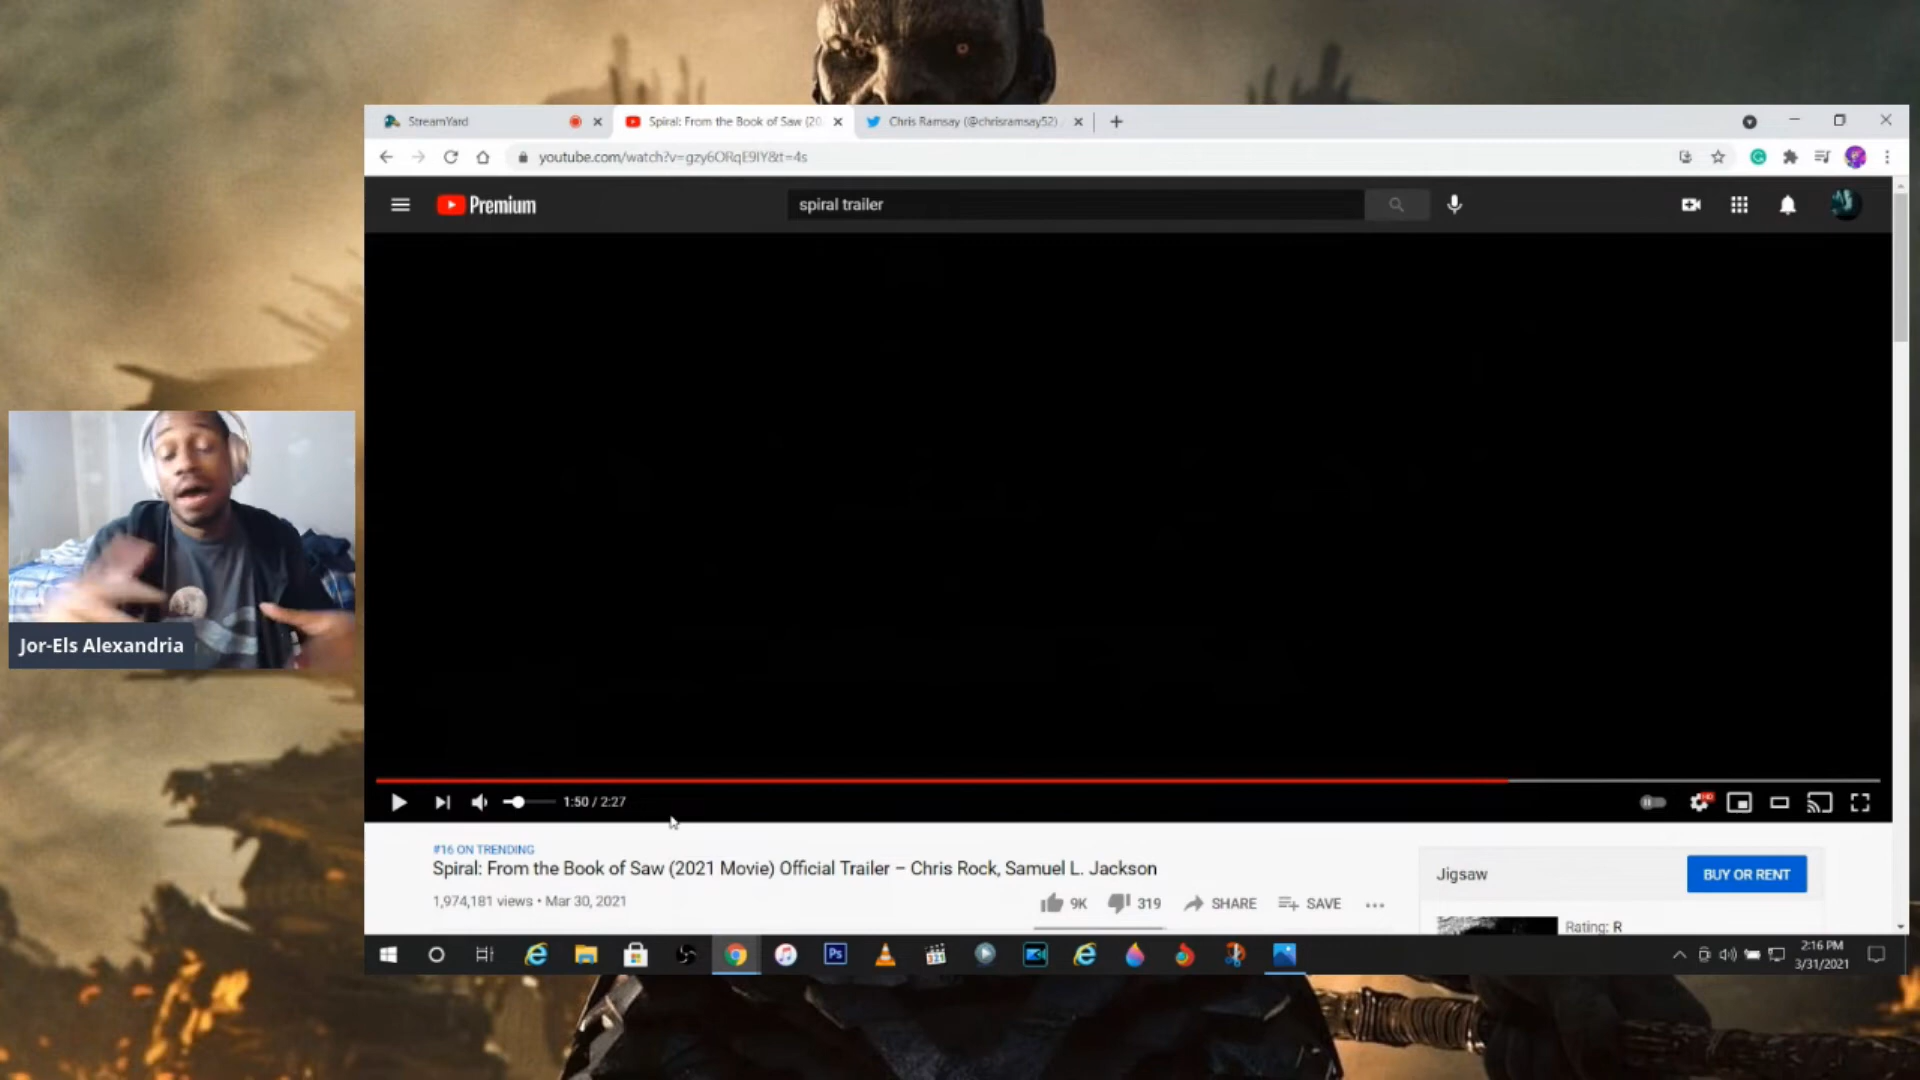 StreamYard
Spiral: From the Book of Saw (20
Chris Ramsay (@chrisramsay52)
youtube.com/watch?v=gzy6ORqE9IY&t=4s
Premium
spiral trailer
Jor-Els Alexandria
1:50 / 2:27
HD
#16 ON TRENDING
Spiral: From the Book of Saw (2021 Movie) Official Trailer – Chris Rock, Samuel L. Jackson
1,974,181 views • Mar 30, 2021
9K
319
SHARE
SAVE
Jigsaw
BUY OR RENT
Rating: R
Ps
321
2:16 PM
3/31/2021